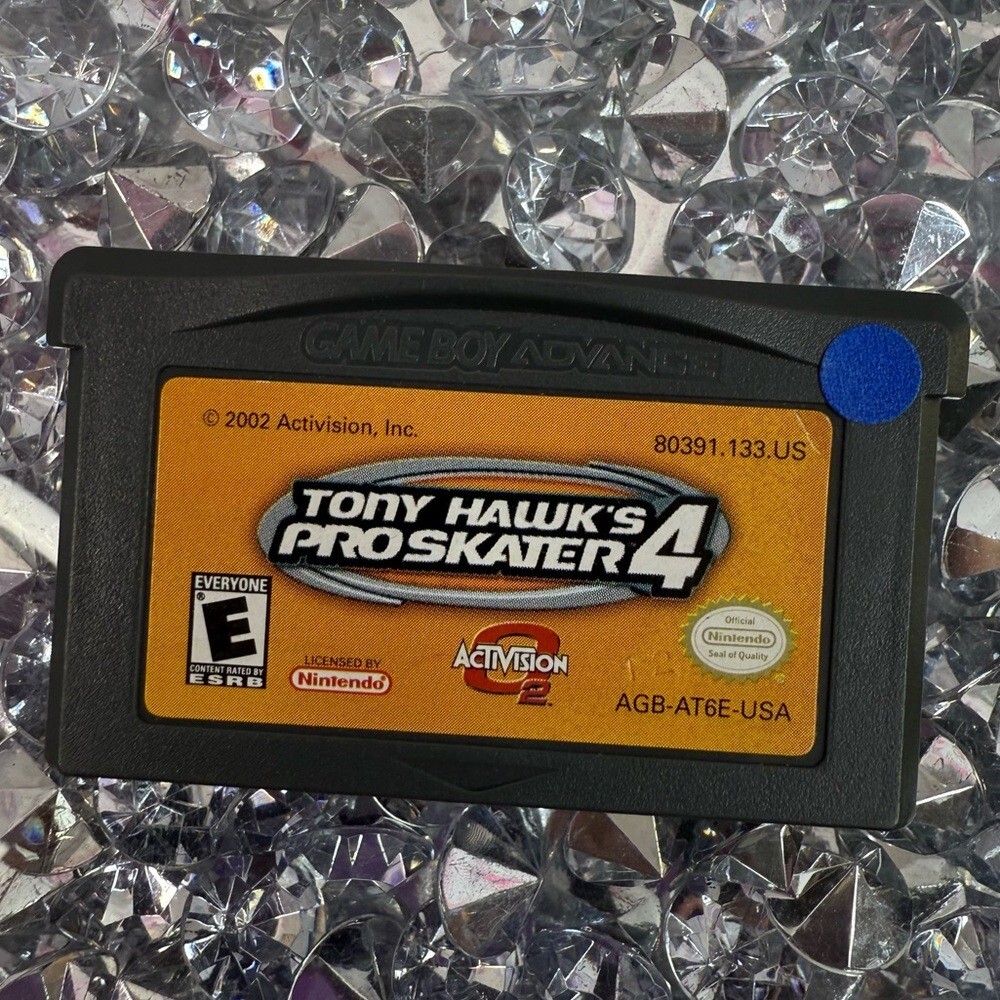 GAME BOY ADVANCE
© 2002 Activision, Inc.
80391.133.US
TONY HAWK'S
PRO SKATER 4
EVERYONE
E
CONTENT RATED BY
ESRB
LICENSED BY
Nintendo
ACTIVISION
O2
Official
Nintendo
Seal of Quality
AGB-AT6E-USA